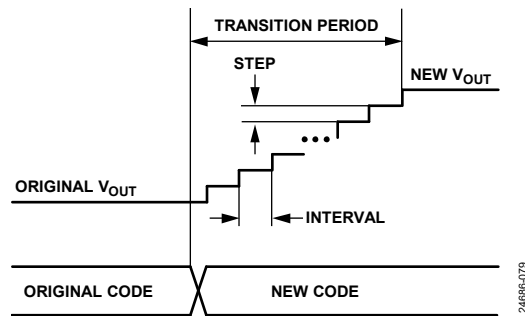 TRANSITION PERIOD
STEP
NEW VOUT
ORIGINAL VOUT
INTERVAL
ORIGINAL CODE
NEW CODE
24686-079